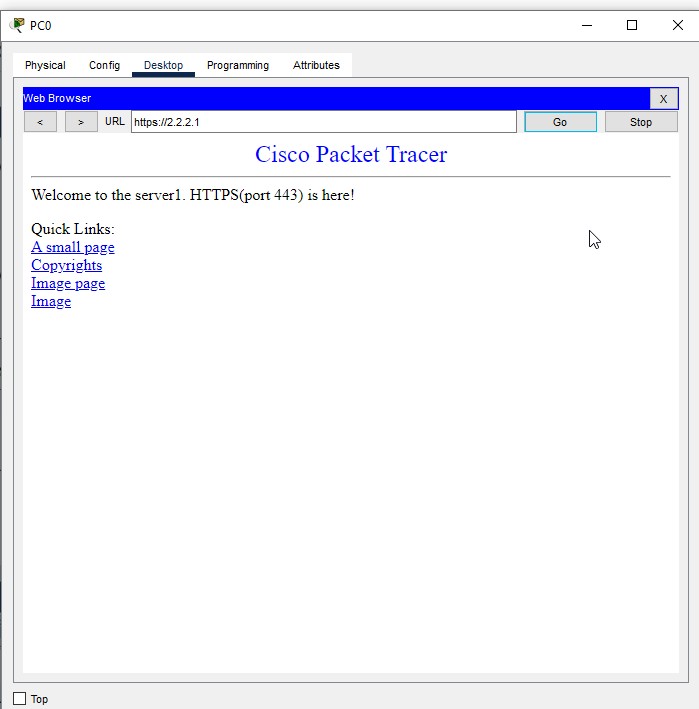 PC0
Physical Config Desktop Programming Attributes
Web Browser X
< > URL https://2.2.2.1 Go Stop
Cisco Packet Tracer
Welcome to the server1. HTTPS(port 443) is here!
Quick Links:
A small page
Copyrights
Image page
Image
Top